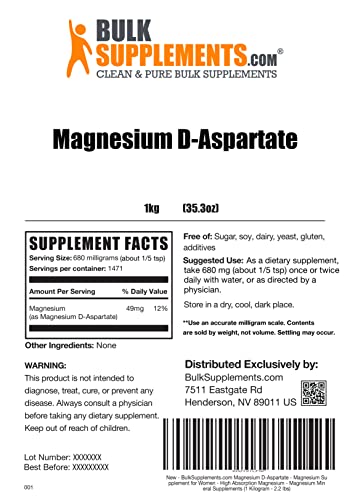 BULK
SUPPLEMENTS.COM®
CLEAN & PURE BULK SUPPLEMENTS
Magnesium D-Aspartate
1kg (35.3oz)
SUPPLEMENT FACTS
Serving Size: 680 milligrams (about 1/5 tsp)
Servings per container: 1471
Amount Per Serving % Daily Value
Magnesium 49mg 12%
(as Magnesium D-Aspartate)
Other Ingredients: None
WARNING:
This product is not intended to
diagnose, treat, cure, or prevent any
disease. Always consult a physician
before taking any dietary supplement.
Keep out of reach of children.
Lot Number: XXXXXXX
Best Before: XXXXXXXXX
001
Free of: Sugar, soy, dairy, yeast, gluten,
additives
Suggested Use: As a dietary supplement,
take 680 mg (about 1/5 tsp) once or twice
daily with water, or as directed by a
physician.
Store in a dry, cool, dark place.
**Use an accurate milligram scale. Contents
are sold by weight, not volume. Settling may occur.
Distributed Exclusively by:
BulkSupplements.com
7511 Eastgate Rd
Henderson, NV 89011 US
New - BulkSupplements.com Magnesium D-Aspartate - Magnesium Su
pplement for Women - High Absorption Magnesium - Magnesium Min
eral Supplements (1 Kilogram - 2.2 lbs)